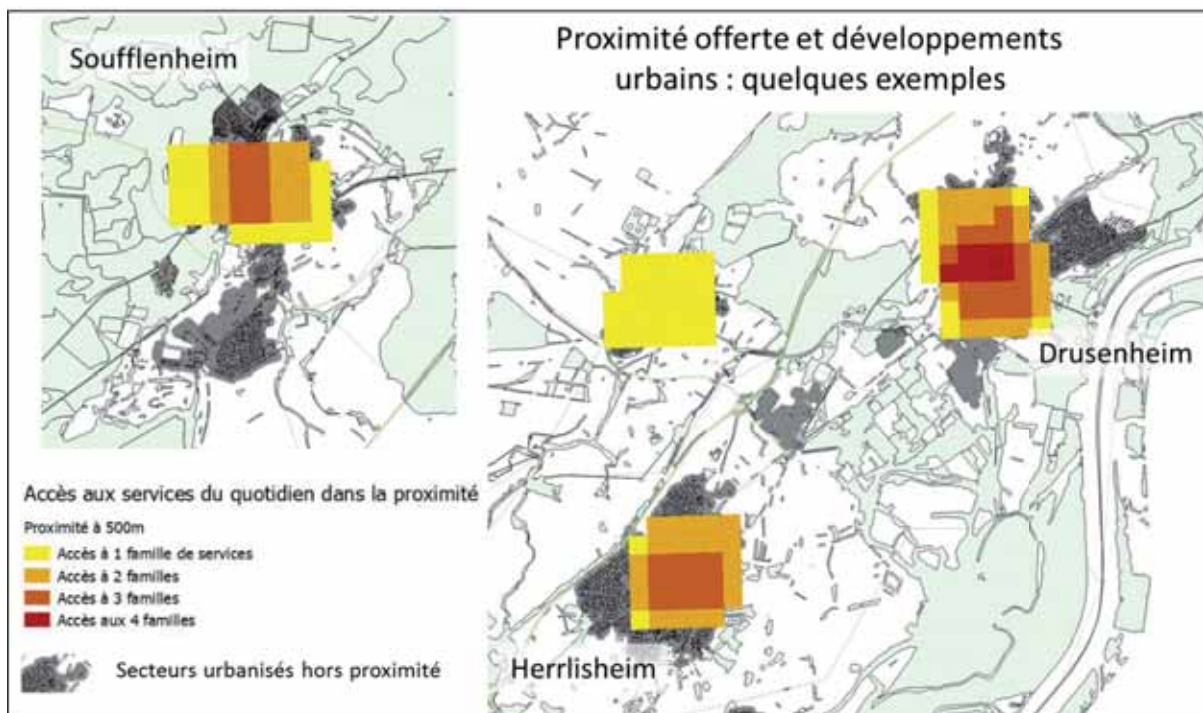 Soufflenheim
Proximité offerte et développements
urbains : quelques exemples
Drusenheim
Herrlisheim
Accès aux services du quotidien dans la proximité
Proximité à 500m
Accès à 1 famille de services
Accès à 2 familles
Accès à 3 familles
Accès aux 4 familles
Secteurs urbanisés hors proximité